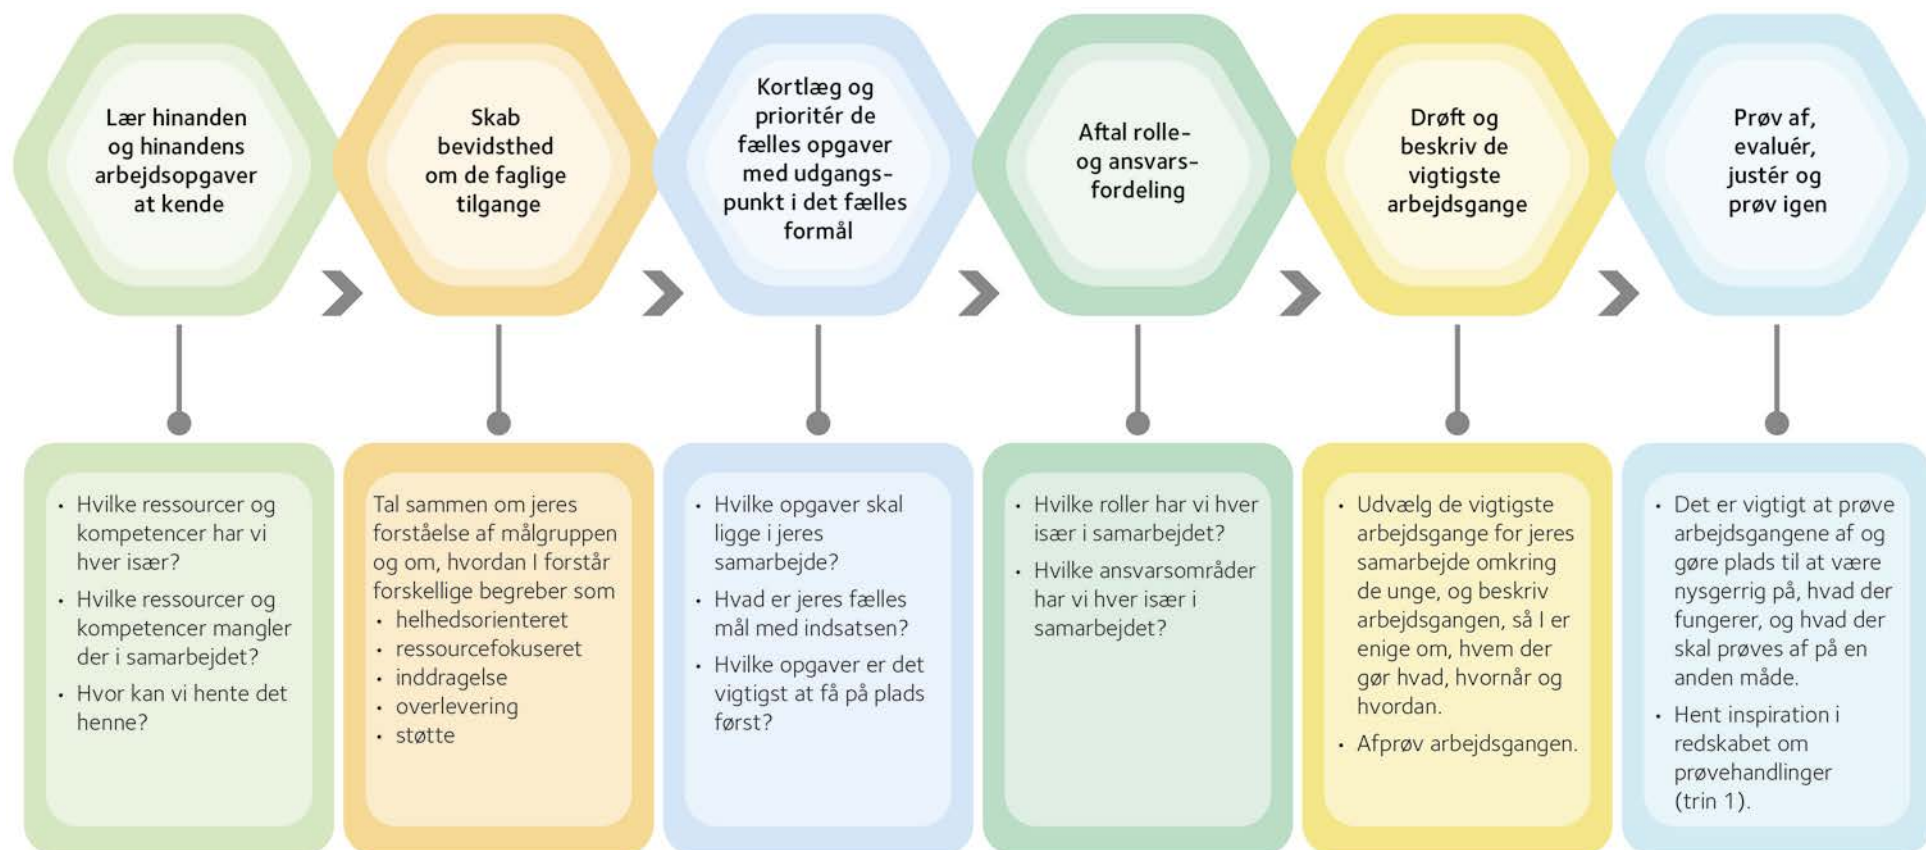 Lær hinanden
og hinandens
arbejdsopgaver
at kende
Skab
bevidsthed
om de faglige
tilgange
Kortlæg og
prioritér de
fælles opgaver
med udgangs-
punkt i det fælles
formål
Aftal rolle-
og ansvars-
fordeling
Drøft og
beskriv de
vigtigste
arbejdsgange
Prøv af,
evaluér,
justér og
prøv igen
• Hvilke ressourcer og
kompetencer har vi
hver især?
• Hvilke ressourcer og
kompetencer mangler
der i samarbejdet?
• Hvor kan vi hente det
henne?
Tal sammen om jeres
forståelse af målgruppen
og om, hvordan I forstår
forskellige begreber som
• helhedsorienteret
• ressourcefokuseret
• inddragelse
• overlevering
• støtte
• Hvilke opgaver skal
ligge i jeres
samarbejde?
• Hvad er jeres fælles
mål med indsatsen?
• Hvilke opgaver er det
vigtigst at få på plads
først?
• Hvilke roller har vi hver
især i samarbejdet?
• Hvilke ansvarsområder
har vi hver især i
samarbejdet?
• Udvælg de vigtigste
arbejdsgange for jeres
samarbejde omkring
de unge, og beskriv
arbejdsgangen, så I er
enige om, hvem der
gør hvad, hvornår og
hvordan.
• Afprøv arbejdsgangen.
• Det er vigtigt at prøve
arbejdsgangene af og
gøre plads til at være
nysgerrig på, hvad der
fungerer, og hvad der
skal prøves af på en
anden måde.
• Hent inspiration i
redskabet om
prøvehandlinger
(trin 1).